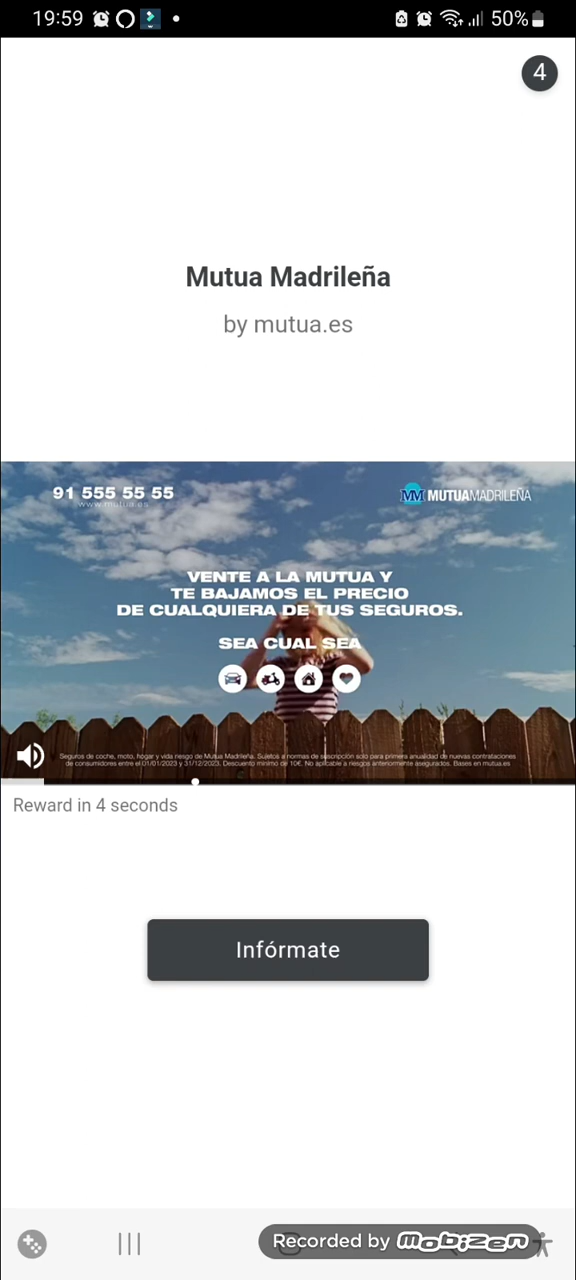 19:59
50%
4
Mutua Madrileña
by mutua.es
91 555 55 55
www.mutua.es
MM MUTUAMADRILEÑA
VENTE A LA MUTUA Y
TE BAJAMOS EL PRECIO
DE CUALQUIERA DE TUS SEGUROS.
SEA CUAL SEA
Seguros de coche, moto, hogar y vida riesgo de Mutua Madrileña. Sujetos a normas de suscripción solo para primera anualidad de nuevas contrataciones
de consumidores entre el 01/01/2023 y 31/12/2023. Descuento mínimo de 10€. No aplicable a riesgos anteriormente asegurados. Bases en mutua.es
Reward in 4 seconds
Infórmate
Recorded by mobizen